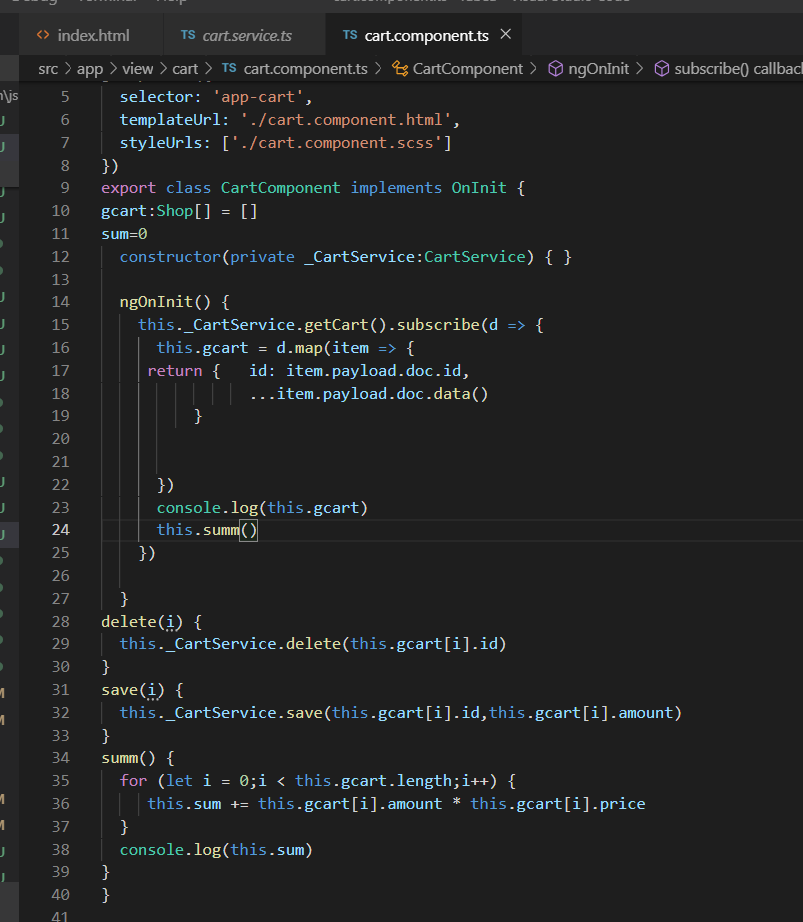 index.html
TS cart.service.ts
TS cart.component.ts
src > app > view > cart > TS cart.component.ts > CartComponent > ngOnInit > subscribe() callbac
n\js
5 selector: 'app-cart',
6 templateUrl: './cart.component.html',
7 styleUrls: ['./cart.component.scss']
8 })
9 export class CartComponent implements OnInit {
10 gcart:Shop[] = []
11 sum=0
12 constructor(private _CartService:CartService) { }
13
14 ngOnInit() {
15 this._CartService.getCart().subscribe(d => {
16 this.gcart = d.map(item => {
17 return { id: item.payload.doc.id,
18 ...item.payload.doc.data()
19 }
20
21
22 })
23 console.log(this.gcart)
24 this.summ()
25 })
26
27 }
28 delete(i) {
29 this._CartService.delete(this.gcart[i].id)
30 }
31 save(i) {
32 this._CartService.save(this.gcart[i].id,this.gcart[i].amount)
33 }
34 summ() {
35 for (let i = 0;i < this.gcart.length;i++) {
36 this.sum += this.gcart[i].amount * this.gcart[i].price
37 }
38 console.log(this.sum)
39 }
40 }
41